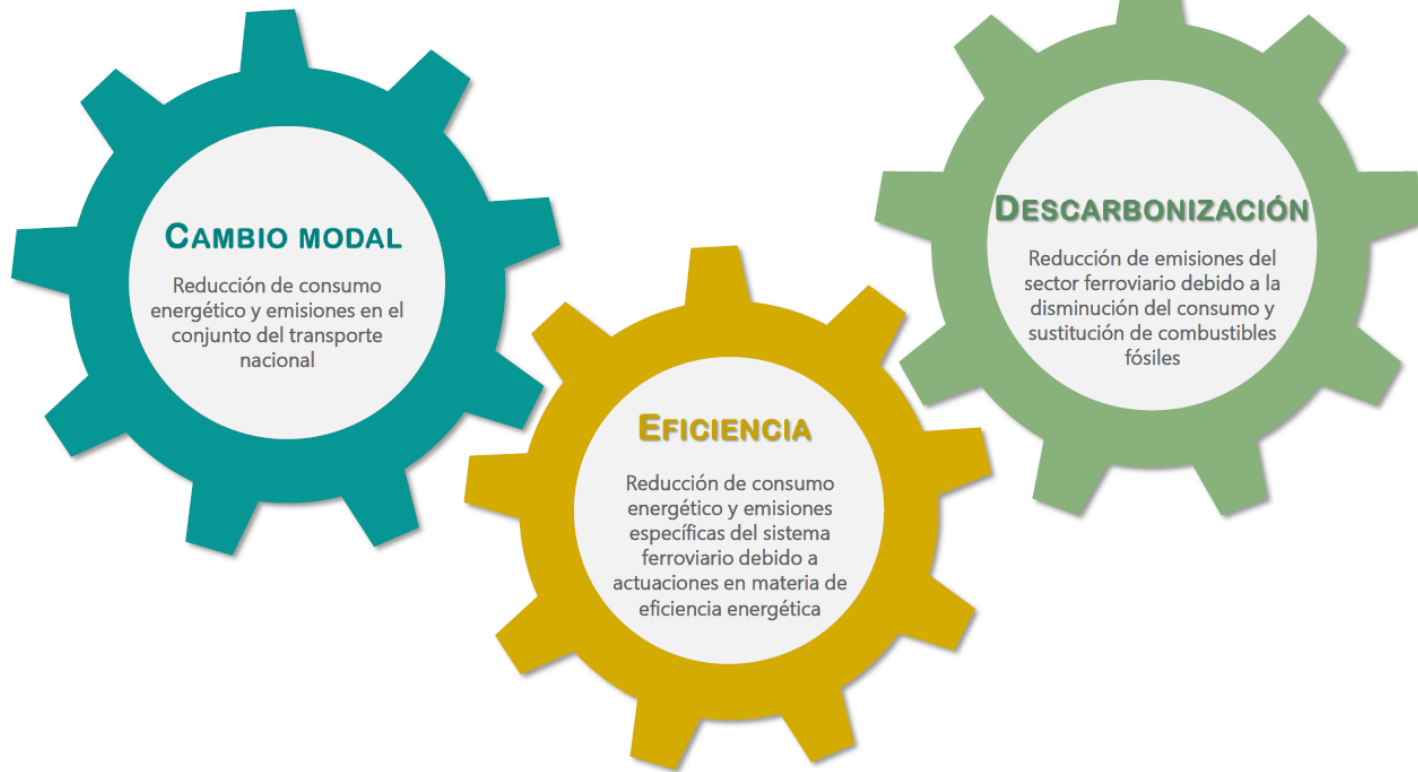 CAMBIO MODAL
Reducción de consumo
energético y emisiones en el
conjunto del transporte
nacional
EFICIENCIA
Reducción de consumo
energético y emisiones
específicas del sistema
ferroviario debido a
actuaciones en materia de
eficiencia energética
DESCARBONIZACIÓN
Reducción de emisiones del
sector ferroviario debido a la
disminución del consumo y
sustitución de combustibles
fósiles